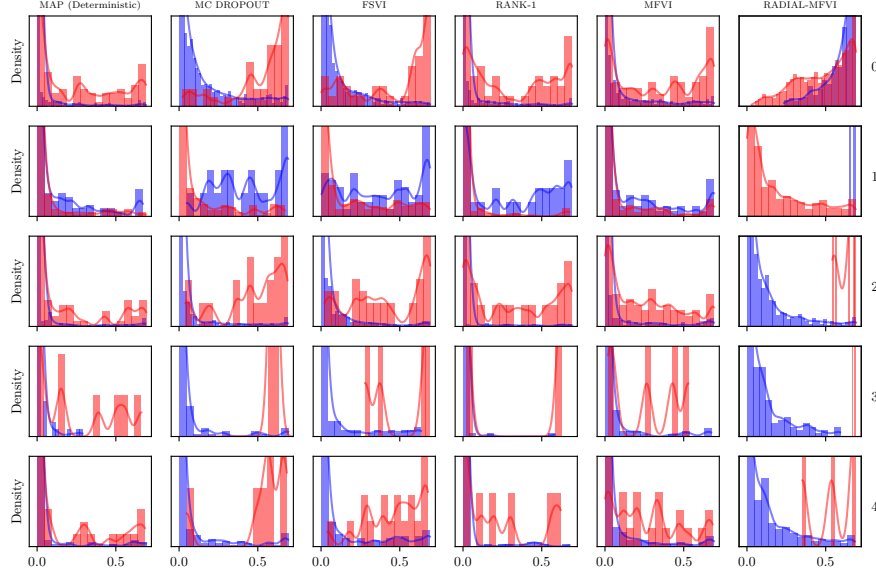 MAP (Deterministic) MC DROPOUT FSVI RANK-1 MFVI RADIAL-MFVI
Density 0
Density 1
Density 2
Density 3
Density 4
0.0 0.5 0.0 0.5 0.0 0.5 0.0 0.5 0.0 0.5 0.0 0.5